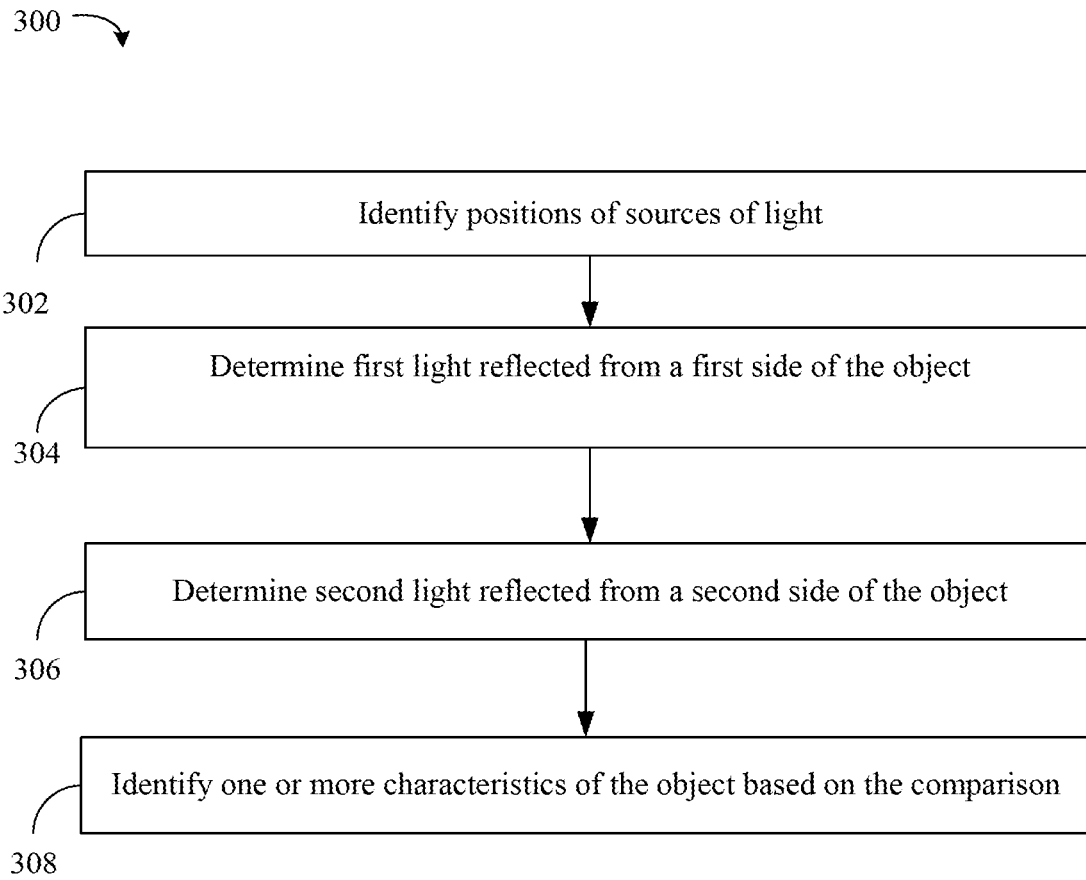 300
Identify positions of sources of light
302
Determine first light reflected from a first side of the object
304
Determine second light reflected from a second side of the object
306
Identify one or more characteristics of the object based on the comparison
308